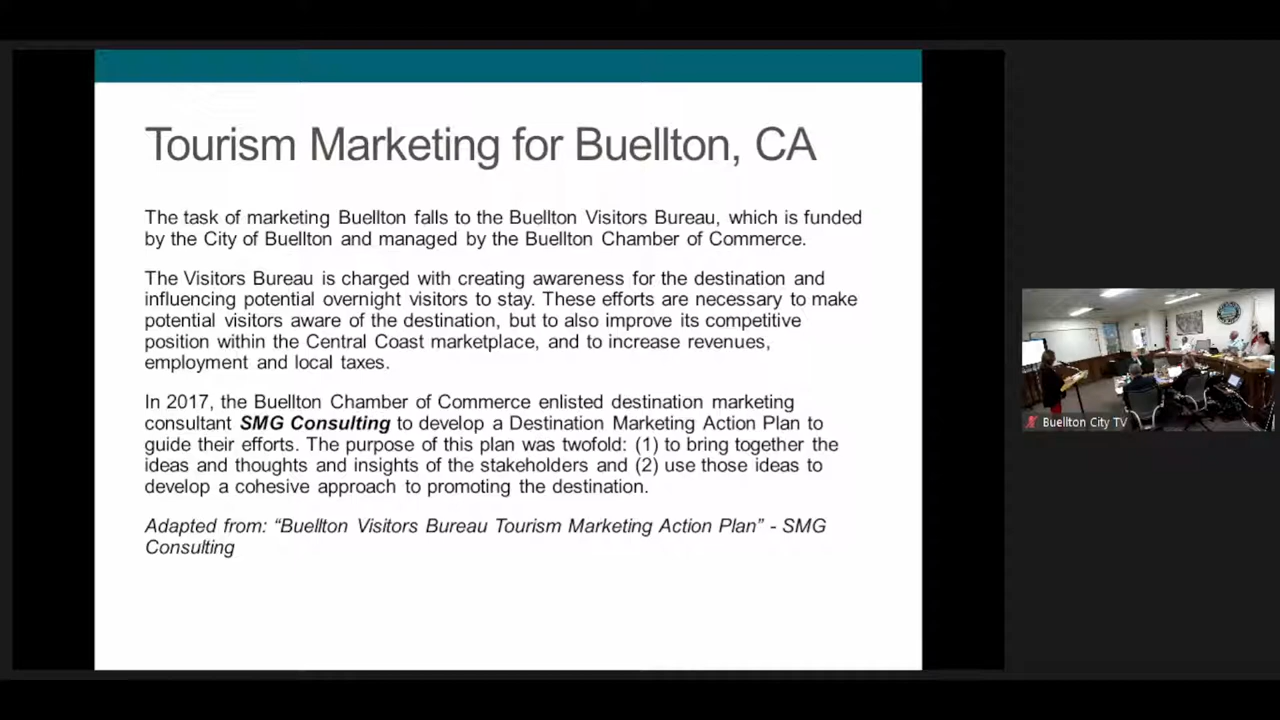 Tourism Marketing for Buellton, CA
The task of marketing Buellton falls to the Buellton Visitors Bureau, which is funded
by the City of Buellton and managed by the Buellton Chamber of Commerce.
The Visitors Bureau is charged with creating awareness for the destination and
influencing potential overnight visitors to stay. These efforts are necessary to make
potential visitors aware of the destination, but to also improve its competitive
position within the Central Coast marketplace, and to increase revenues,
employment and local taxes.
In 2017, the Buellton Chamber of Commerce enlisted destination marketing
consultant SMG Consulting to develop a Destination Marketing Action Plan to
guide their efforts. The purpose of this plan was twofold: (1) to bring together the
ideas and thoughts and insights of the stakeholders and (2) use those ideas to
develop a cohesive approach to promoting the destination.
Adapted from: “Buellton Visitors Bureau Tourism Marketing Action Plan” - SMG
Consulting
Buellton City TV